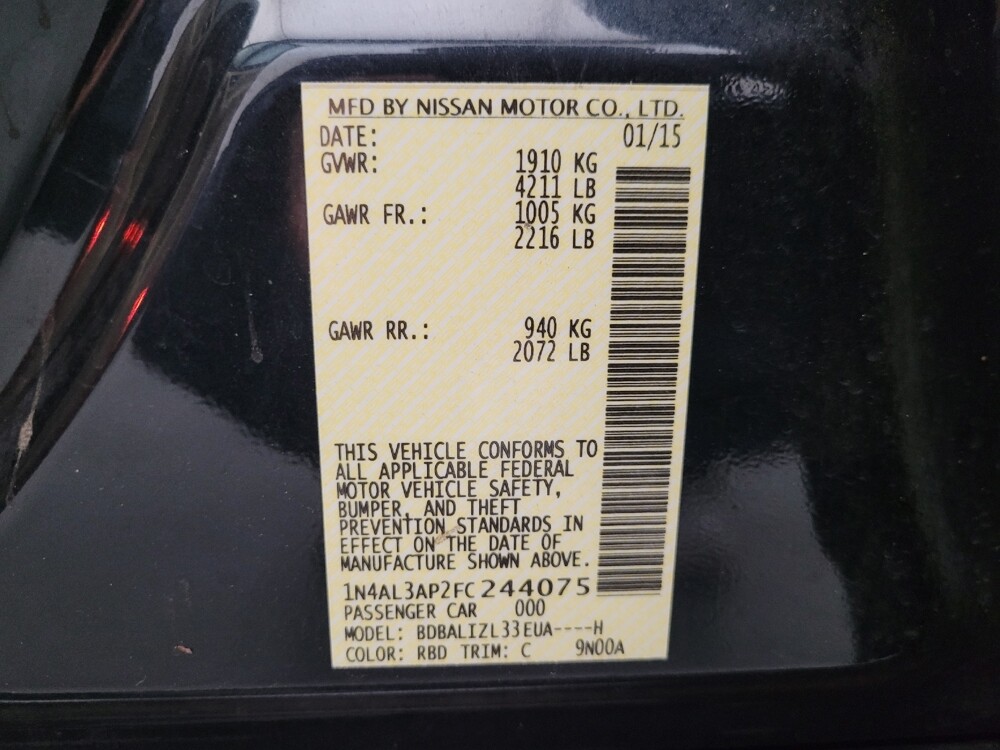 MFD BY NISSAN MOTOR CO., LTD.
DATE: 01/15
GVWR: 1910 KG
4211 LB
GAWR FR.: 1005 KG
2216 LB
GAWR RR.: 940 KG
2072 LB
THIS VEHICLE CONFORMS TO
ALL APPLICABLE FEDERAL
MOTOR VEHICLE SAFETY,
BUMPER, AND THEFT
PREVENTION STANDARDS IN
EFFECT ON THE DATE OF
MANUFACTURE SHOWN ABOVE.
1N4AL3AP2FC244075
PASSENGER CAR 000
MODEL: BDBALIZL33EUA----H
COLOR: RBD TRIM: C 9N00A